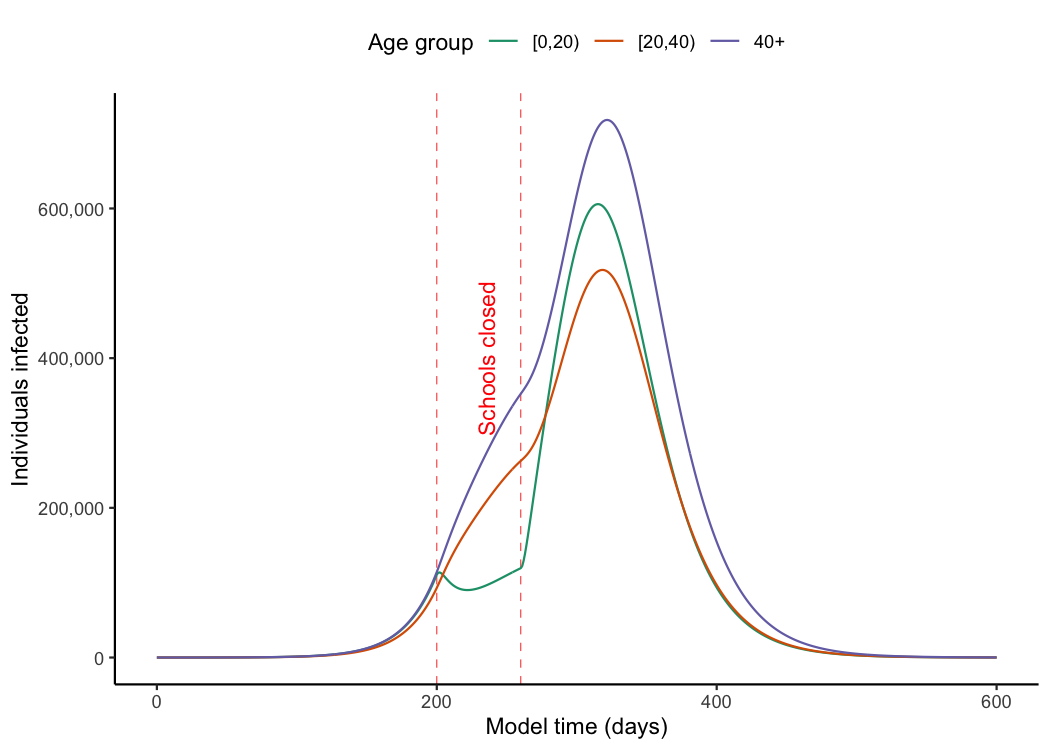 Age group [0,20) [20,40) 40+
Individuals infected
600,000
400,000
200,000
0
Schools closed
0 200 400 600
Model time (days)